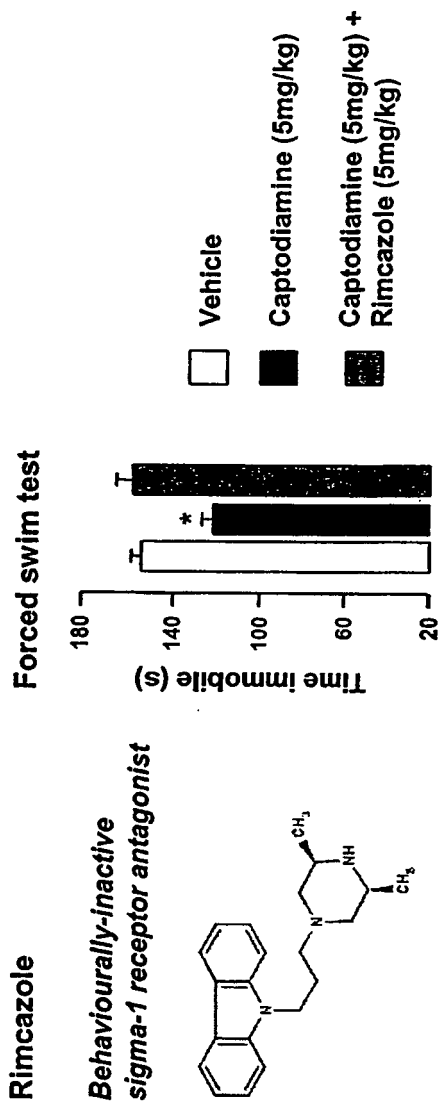 Rimcazole
Behaviourally-inactive
sigma-1 receptor antagonist
N
N
NH
CH₃
CH₃
Forced swim test
Time immobile (s)
180
140
100
60
20
*
Vehicle
Captodiamine (5mg/kg)
Captodiamine (5mg/kg) +
Rimcazole (5mg/kg)